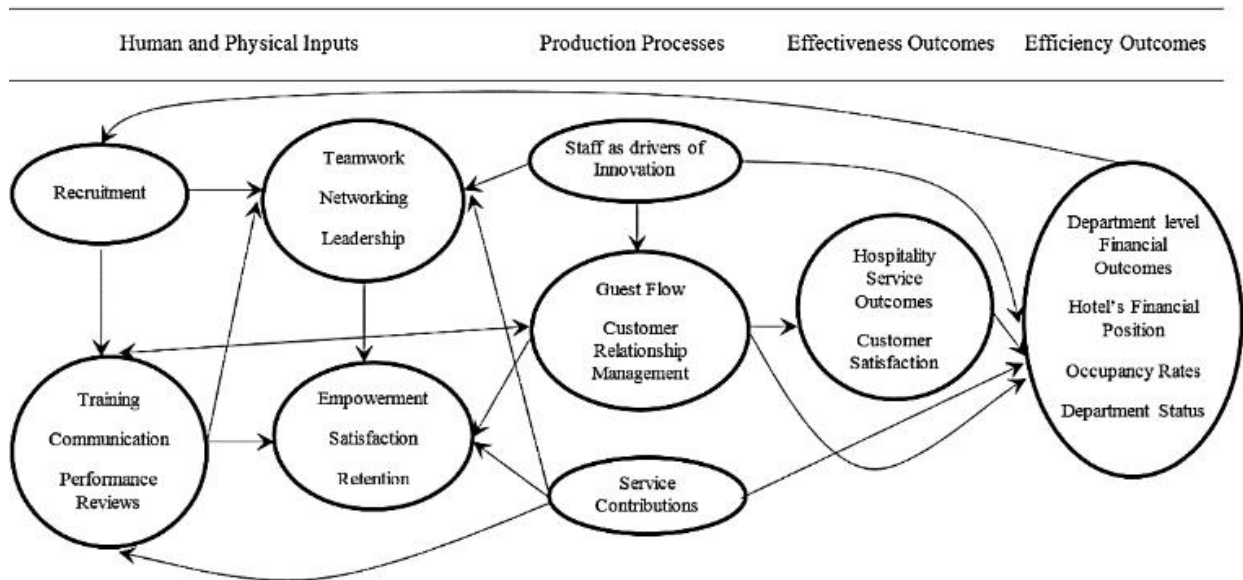 Human and Physical Inputs
Production Processes
Effectiveness Outcomes
Efficiency Outcomes
Recruitment
Teamwork
Networking
Leadership
Staff as drivers of
Innovation
Department level
Financial
Outcomes
Hotel's Financial
Position
Occupancy Rates
Department Status
Hospitality
Service
Outcomes
Customer
Satisfaction
Guest Flow
Customer
Relationship
Management
Training
Communication
Performance
Reviews
Empowerment
Satisfaction
Retention
Service
Contributions